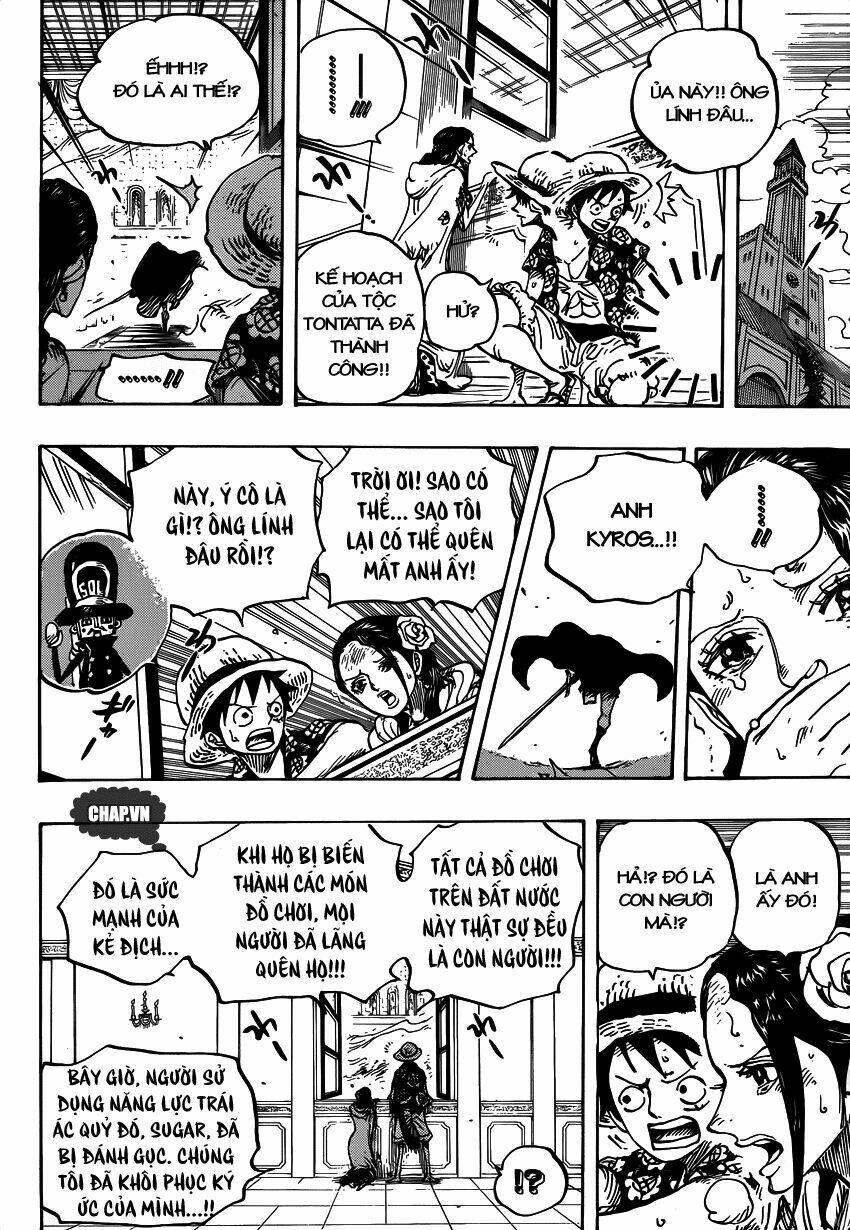 ỦA NÀY!! ÔNG
LÍNH ĐÂU...
........!!!
HỬ?
KẾ HOẠCH
CỦA TỘC
TONTATTA ĐÃ
THÀNH
CÔNG!!
ẾHHH!?
ĐÓ LÀ AI THẾ!?
.......!!
.......!!
ANH
KYROS...!!
TRỜI ƠI! SAO CÓ
THỂ... SAO TÔI
LẠI CÓ THỂ QUÊN
MẤT ANH ẤY!
NÀY, Ý CÔ LÀ
GÌ!? ÔNG LÍNH
ĐÂU RỒI!?
SOL
LÀ ANH
ẤY ĐÓ!
HẢ!? ĐÓ LÀ
CON NGƯỜI
MÀ!?
TẤT CẢ ĐỒ CHƠI
TRÊN ĐẤT NƯỚC
NÀY THẬT SỰ ĐỀU
LÀ CON NGƯỜI!!!
KHI HỌ BỊ BIẾN
THÀNH CÁC MÓN
ĐỒ CHƠI, MỌI
NGƯỜI ĐÃ LÃNG
QUÊN HỌ!!!
ĐÓ LÀ SỨC
MẠNH CỦA
KẺ ĐỊCH...
BÂY GIỜ, NGƯỜI SỬ
DỤNG NĂNG LỰC TRÁI
ÁC QUỶ ĐÓ, SUGAR, ĐÃ
BỊ ĐÁNH GỤC. CHÚNG
TÔI ĐÃ KHÔI PHỤC KÝ
ỨC CỦA MÌNH...!!
!?
CHAP.VN